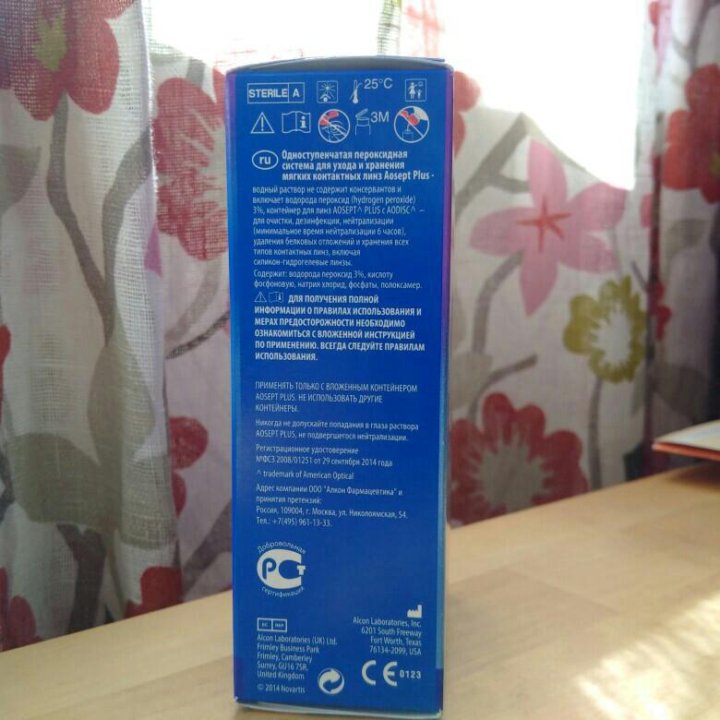 STERILE A
25°C
3М
ru Одноступенчатая пероксидная
система для ухода и хранения
мягких контактных линз Aosept Plus -
водный раствор не содержит консервантов и
включает водорода пероксид (hydrogen peroxide)
3%, контейнер для линз AOSEPT^ PLUS с AODISC^ –
для очистки, дезинфекции, нейтрализации
(минимальное время нейтрализации 6 часов),
удаления белковых отложений и хранения всех
типов контактных линз, включая
силикон-гидрогелевые линзы.
Содержит: водорода пероксид 3%, кислоту
фосфоновую, натрия хлорид, фосфаты, полоксамер.
ДЛЯ ПОЛУЧЕНИЯ ПОЛНОЙ
ИНФОРМАЦИИ О ПРАВИЛАХ ИСПОЛЬЗОВАНИЯ И
МЕРАХ ПРЕДОСТОРОЖНОСТИ НЕОБХОДИМО
ОЗНАКОМИТЬСЯ С ВЛОЖЕННОЙ ИНСТРУКЦИЕЙ
ПО ПРИМЕНЕНИЮ. ВСЕГДА СЛЕДУЙТЕ ПРАВИЛАМ
ИСПОЛЬЗОВАНИЯ.
ПРИМЕНЯТЬ ТОЛЬКО С ВЛОЖЕННЫМ КОНТЕЙНЕРОМ
AOSEPT PLUS. НЕ ИСПОЛЬЗОВАТЬ ДРУГИЕ
КОНТЕЙНЕРЫ.
Никогда не допускайте попадания в глаза раствора
AOSEPT PLUS, не подвергшегося нейтрализации.
Регистрационное удостоверение
№ФСЗ 2008/01251 от 29 сентября 2014 года
^ trademark of American Optical
Адрес компании ООО "Алкон Фармацевтика" и
принятия претензий:
Россия, 109004, г. Москва, ул. Николоямская, 54.
Тел.: +7(495) 961-13-33.
Добровольная
РСТ
сертификация
EC REP
Alcon Laboratories (UK) Ltd.
Frimley Business Park
Frimley, Camberley
Surrey, GU16 7SR,
United Kingdom
© 2014 Novartis
Alcon Laboratories, Inc.
6201 South Freeway
Fort Worth, Texas
76134-2099, USA
CE 0123